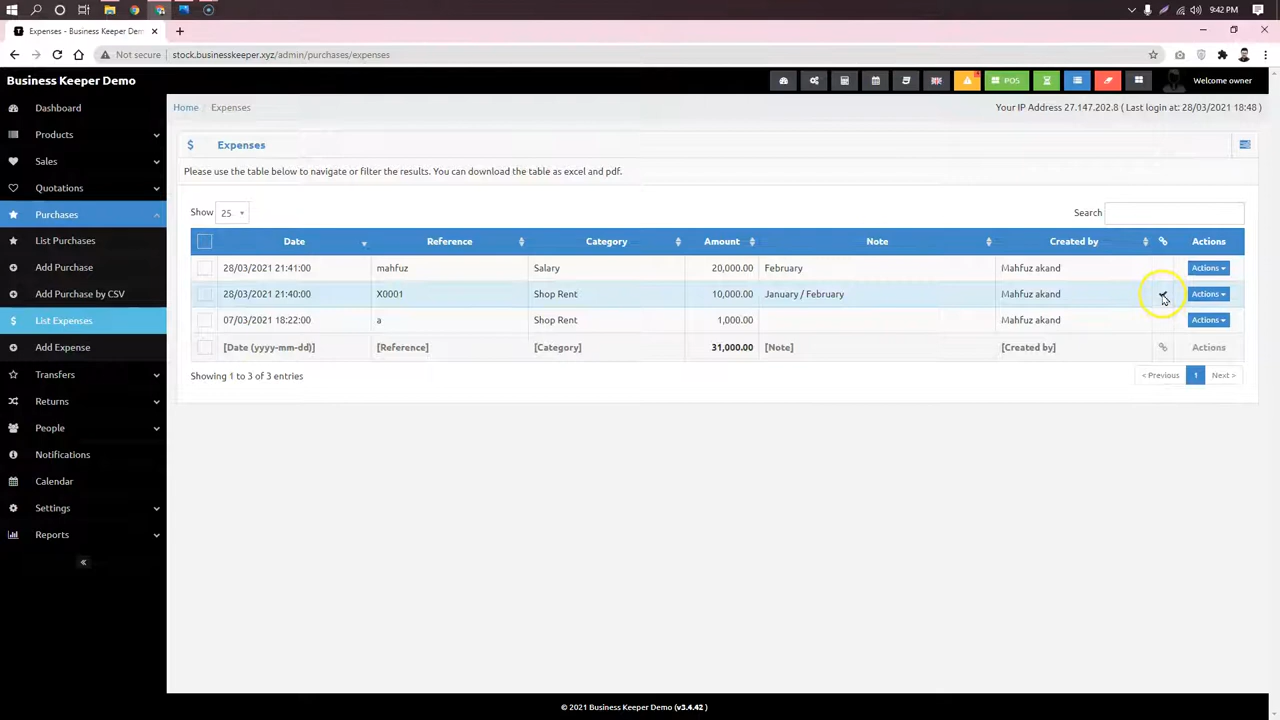 9:42 PM
Expenses - Business Keeper Dem
Not secure stock.businesskeeper.xyz/admin/purchases/expenses
Business Keeper Demo
POS
Welcome owner
Dashboard
Products
Sales
Quotations
Purchases
List Purchases
Add Purchase
Add Purchase by CSV
List Expenses
Add Expense
Transfers
Returns
People
Notifications
Calendar
Settings
Reports
Home / Expenses
Your IP Address 27.147.202.8 ( Last login at: 28/03/2021 18:48 )
$ Expenses
Please use the table below to navigate or filter the results. You can download the table as excel and pdf.
Show 25
Search
Date Reference Category Amount Note Created by Actions
28/03/2021 21:41:00 mahfuz Salary 20,000.00 February Mahfuz akand Actions
28/03/2021 21:40:00 X0001 Shop Rent 10,000.00 January / February Mahfuz akand Actions
07/03/2021 18:22:00 a Shop Rent 1,000.00 Mahfuz akand Actions
[Date (yyyy-mm-dd)] [Reference] [Category] 31,000.00 [Note] [Created by] Actions
Showing 1 to 3 of 3 entries
< Previous 1 Next >
© 2021 Business Keeper Demo (v3.4.42 )